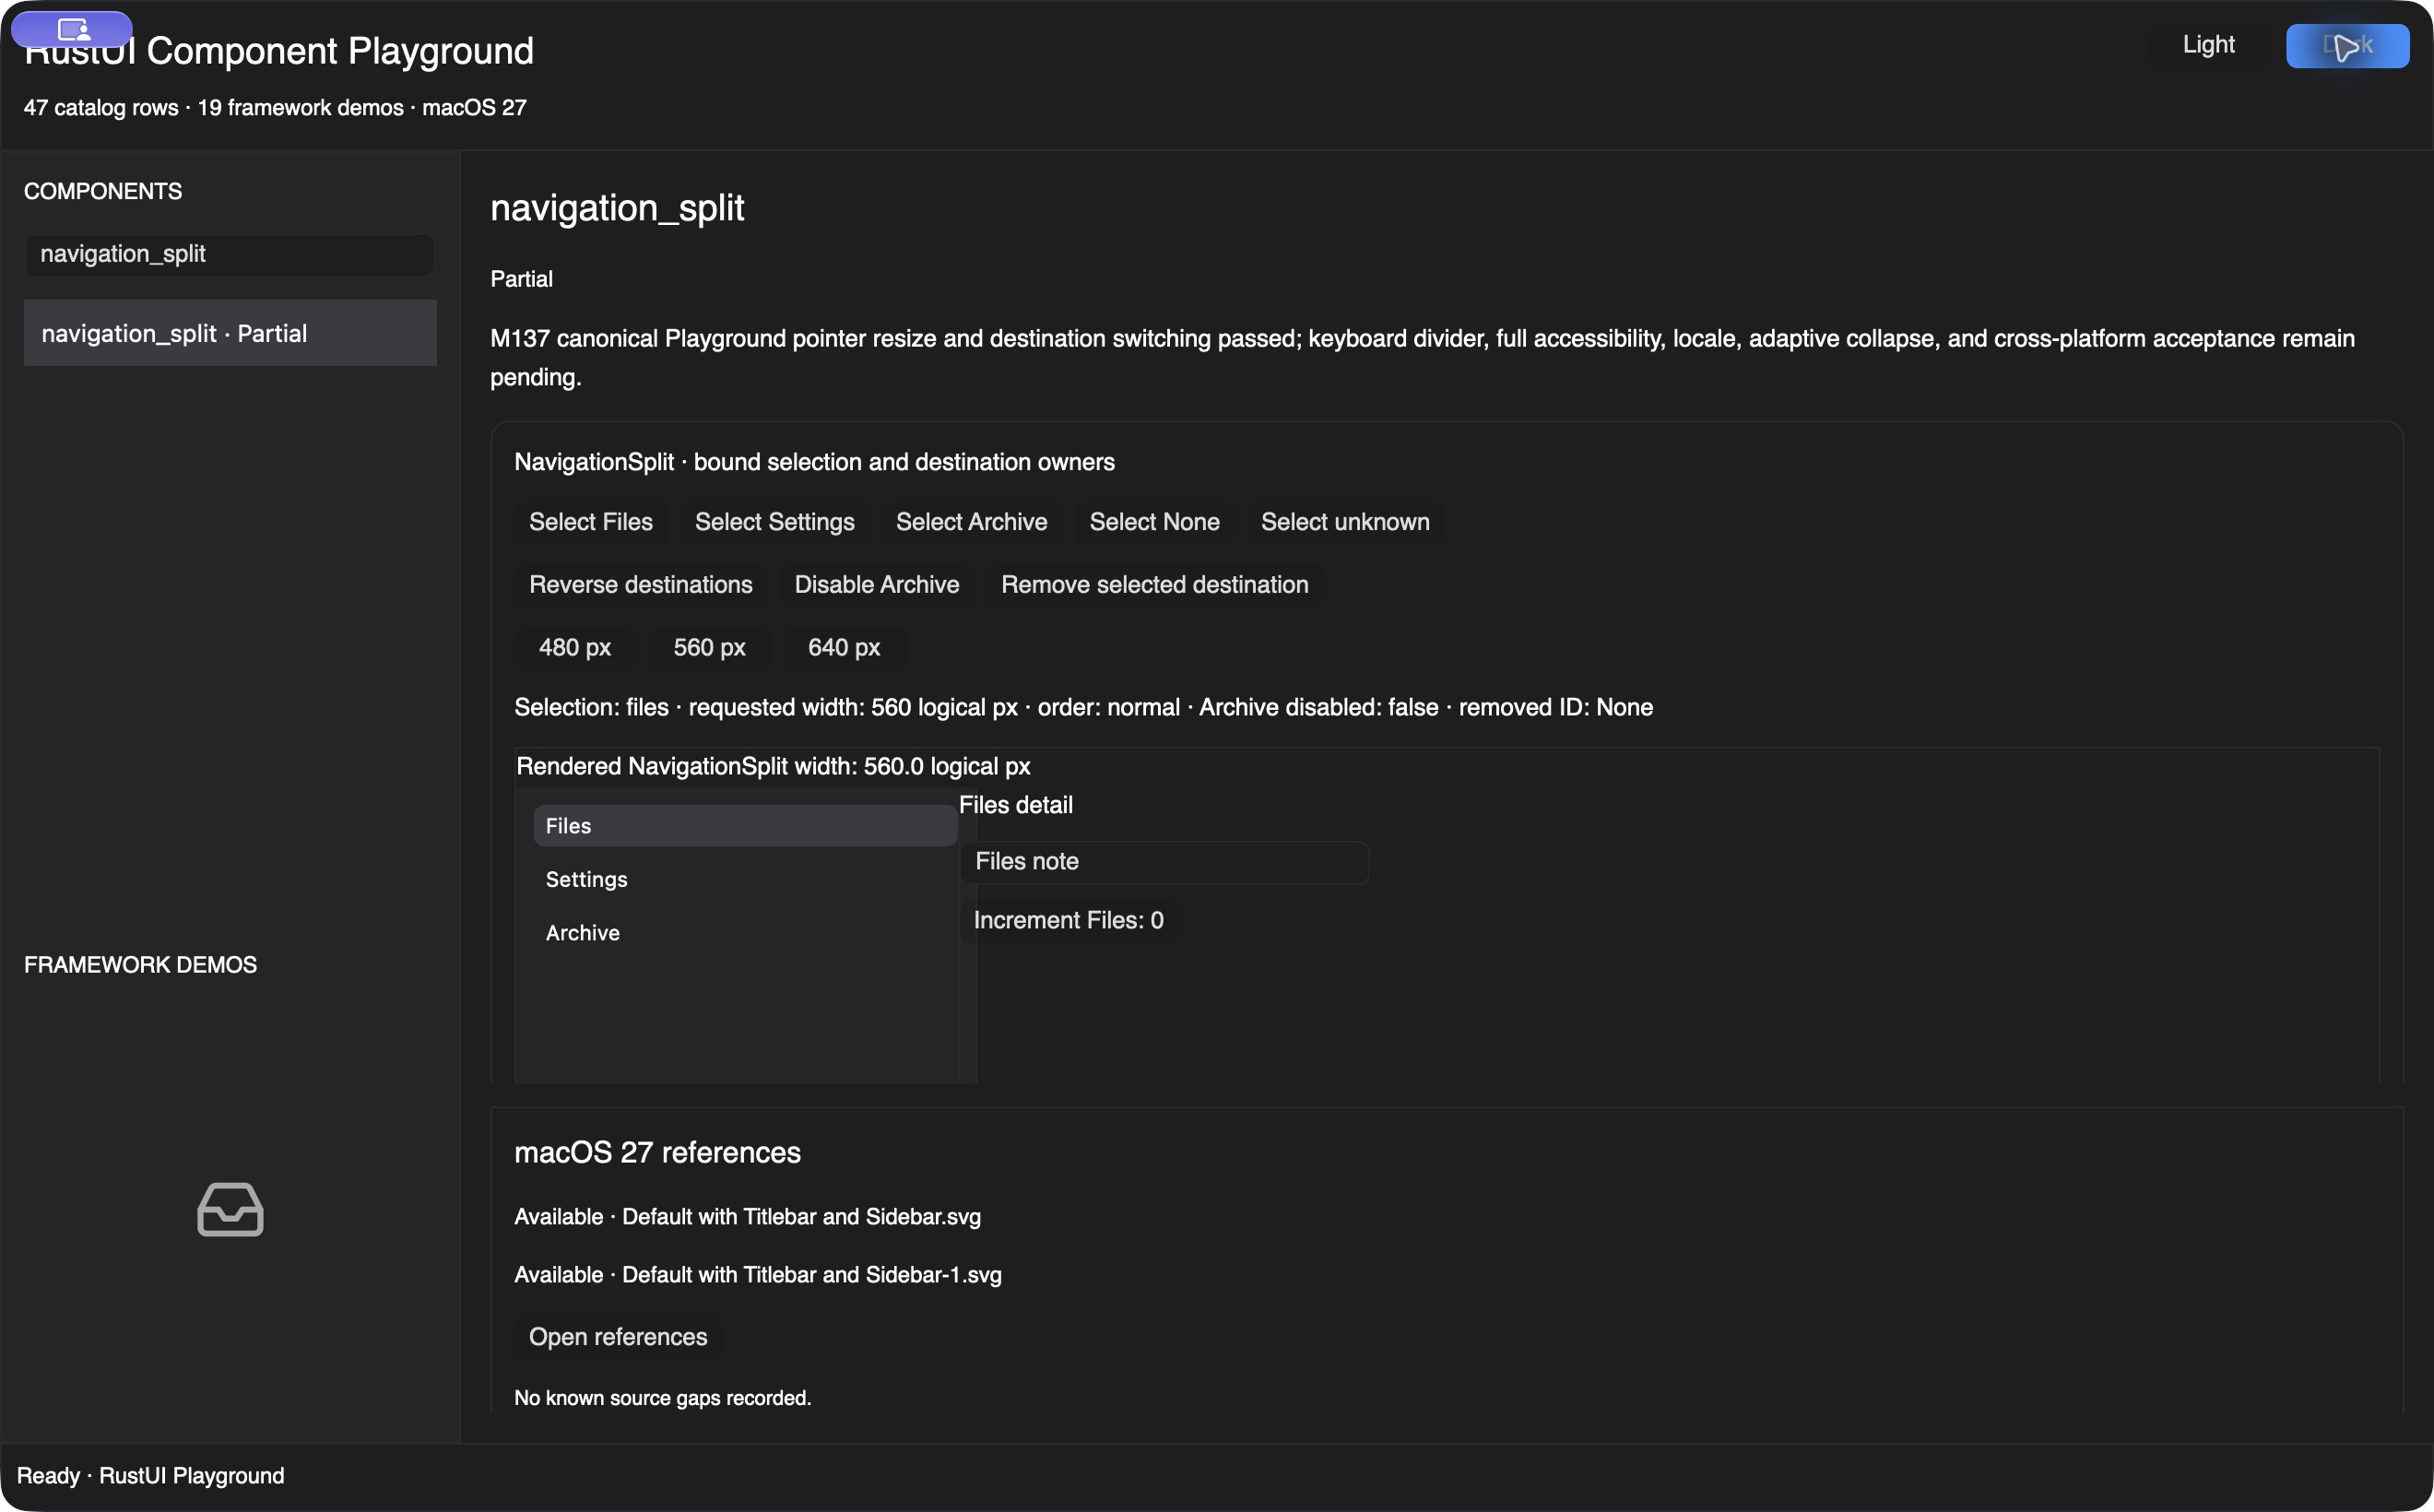 RustUI Component Playground
Light
Dark
47 catalog rows · 19 framework demos · macOS 27
COMPONENTS
navigation_split
navigation_split · Partial
FRAMEWORK DEMOS
navigation_split
Partial
M137 canonical Playground pointer resize and destination switching passed; keyboard divider, full accessibility, locale, adaptive collapse, and cross-platform acceptance remain
pending.
NavigationSplit · bound selection and destination owners
Select Files
Select Settings
Select Archive
Select None
Select unknown
Reverse destinations
Disable Archive
Remove selected destination
480 px
560 px
640 px
Selection: files · requested width: 560 logical px · order: normal · Archive disabled: false · removed ID: None
Rendered NavigationSplit width: 560.0 logical px
Files
Settings
Archive
Files detail
Files note
Increment Files: 0
macOS 27 references
Available · Default with Titlebar and Sidebar.svg
Available · Default with Titlebar and Sidebar-1.svg
Open references
No known source gaps recorded.
Ready · RustUI Playground